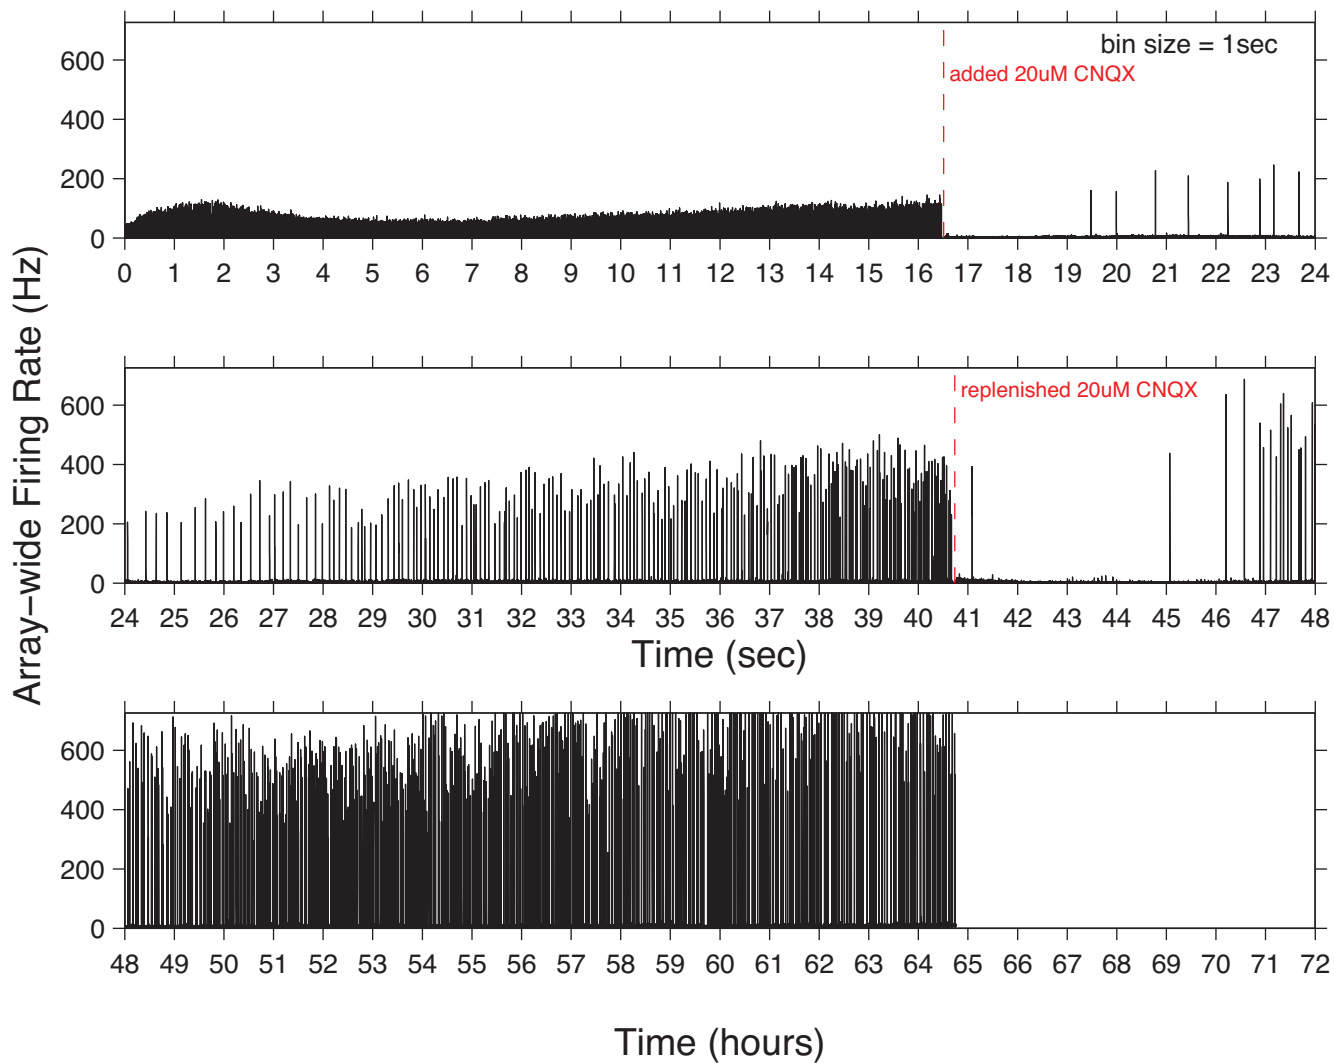 Array-wide Firing Rate (Hz)
600
400
200
0
bin size = 1sec
added 20uM CNQX
0 1 2 3 4 5 6 7 8 9 10 11 12 13 14 15 16 17 18 19 20 21 22 23 24
600
400
200
0
replenished 20uM CNQX
24 25 26 27 28 29 30 31 32 33 34 35 36 37 38 39 40 41 42 43 44 45 46 47 48
Time (sec)
600
400
200
0
48 49 50 51 52 53 54 55 56 57 58 59 60 61 62 63 64 65 66 67 68 69 70 71 72
Time (hours)